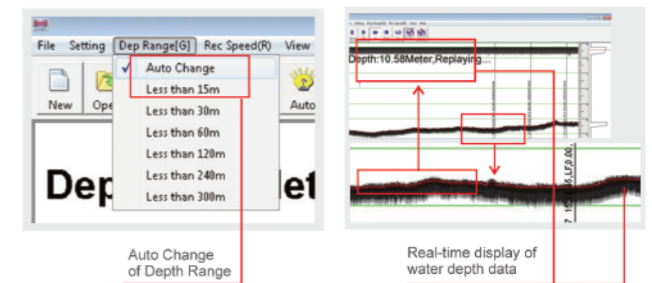 File Setting Dep Range[G] Rec Speed(R) View
Auto Change
Less than 15m
Less than 30m
Less than 60m
Less than 120m
Less than 240m
Less than 300m
New Ope Auto
Dep et
Auto Change
of Depth Range
Depth:10.58Meter,Replaying...
Real-time display of
water depth data